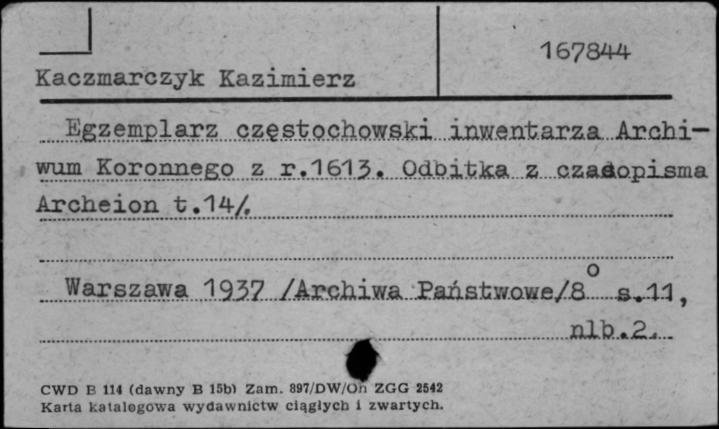 167844
Kaczmarczyk Kazimierz
Egzemplarz częstochowski inwentarza Archi-
wum Koronnego z r.1613. Odbitka z czasopisma
Archeion t.14/.
Warszawa 1937 /Archiwa Państwowe/8° s.11,
nlb.2.
CWD B 114 (dawny B 15b) Zam. 897/DW/Oh ZGG 2542
Karta katalogowa wydawnictw ciągłych i zwartych.